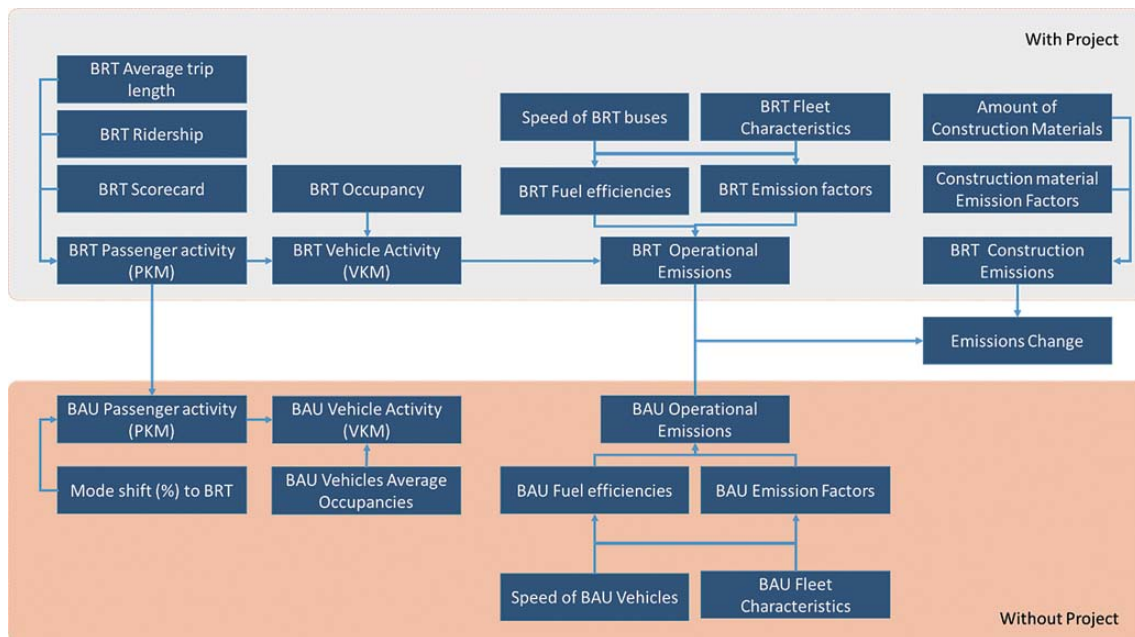 With Project
BRT Average trip
length
BRT Ridership
BRT Scorecard
BRT Passenger activity
(PKM)
BRT Occupancy
BRT Vehicle Activity
(VKM)
Speed of BRT buses
BRT Fleet
Characteristics
BRT Fuel efficiencies
BRT Emission factors
BRT Operational
Emissions
Amount of
Construction Materials
Construction material
Emission Factors
BRT Construction
Emissions
Emissions Change
BAU Passenger activity
(PKM)
BAU Vehicle Activity
(VKM)
Mode shift (%) to BRT
BAU Vehicles Average
Occupancies
BAU Operational
Emissions
BAU Fuel efficiencies
BAU Emission Factors
Speed of BAU Vehicles
BAU Fleet
Characteristics
Without Project